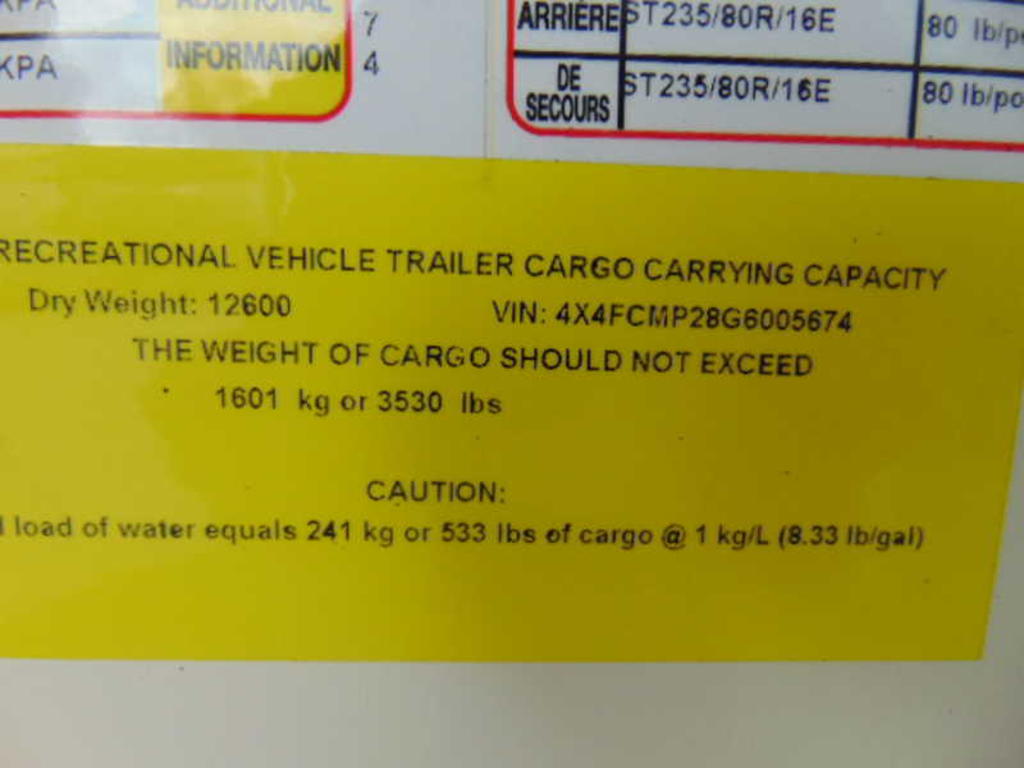 KPA
ADDITIONAL
7
KPA
INFORMATION
4
ARRIÈRE ST235/80R/16E 80 lb/po
DE SECOURS ST235/80R/16E 80 lb/po
RECREATIONAL VEHICLE TRAILER CARGO CARRYING CAPACITY
Dry Weight: 12600 VIN: 4X4FCMP28G6005674
THE WEIGHT OF CARGO SHOULD NOT EXCEED
1601 kg or 3530 lbs
CAUTION:
load of water equals 241 kg or 533 lbs of cargo @ 1 kg/L (8.33 lb/gal)